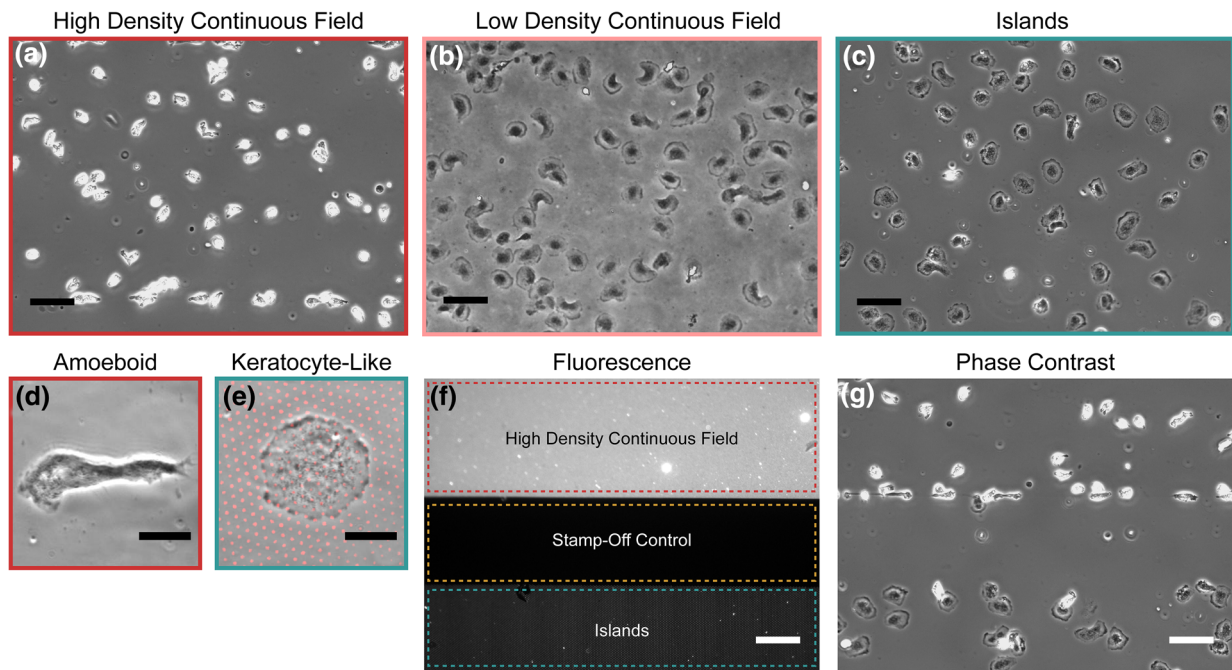 High Density Continuous Field
Low Density Continuous Field
Islands
(a)
(b)
(c)
Amoeboid
Keratocyte-Like
Fluorescence
Phase Contrast
(d)
(e)
(f)
(g)
High Density Continuous Field
Stamp-Off Control
Islands